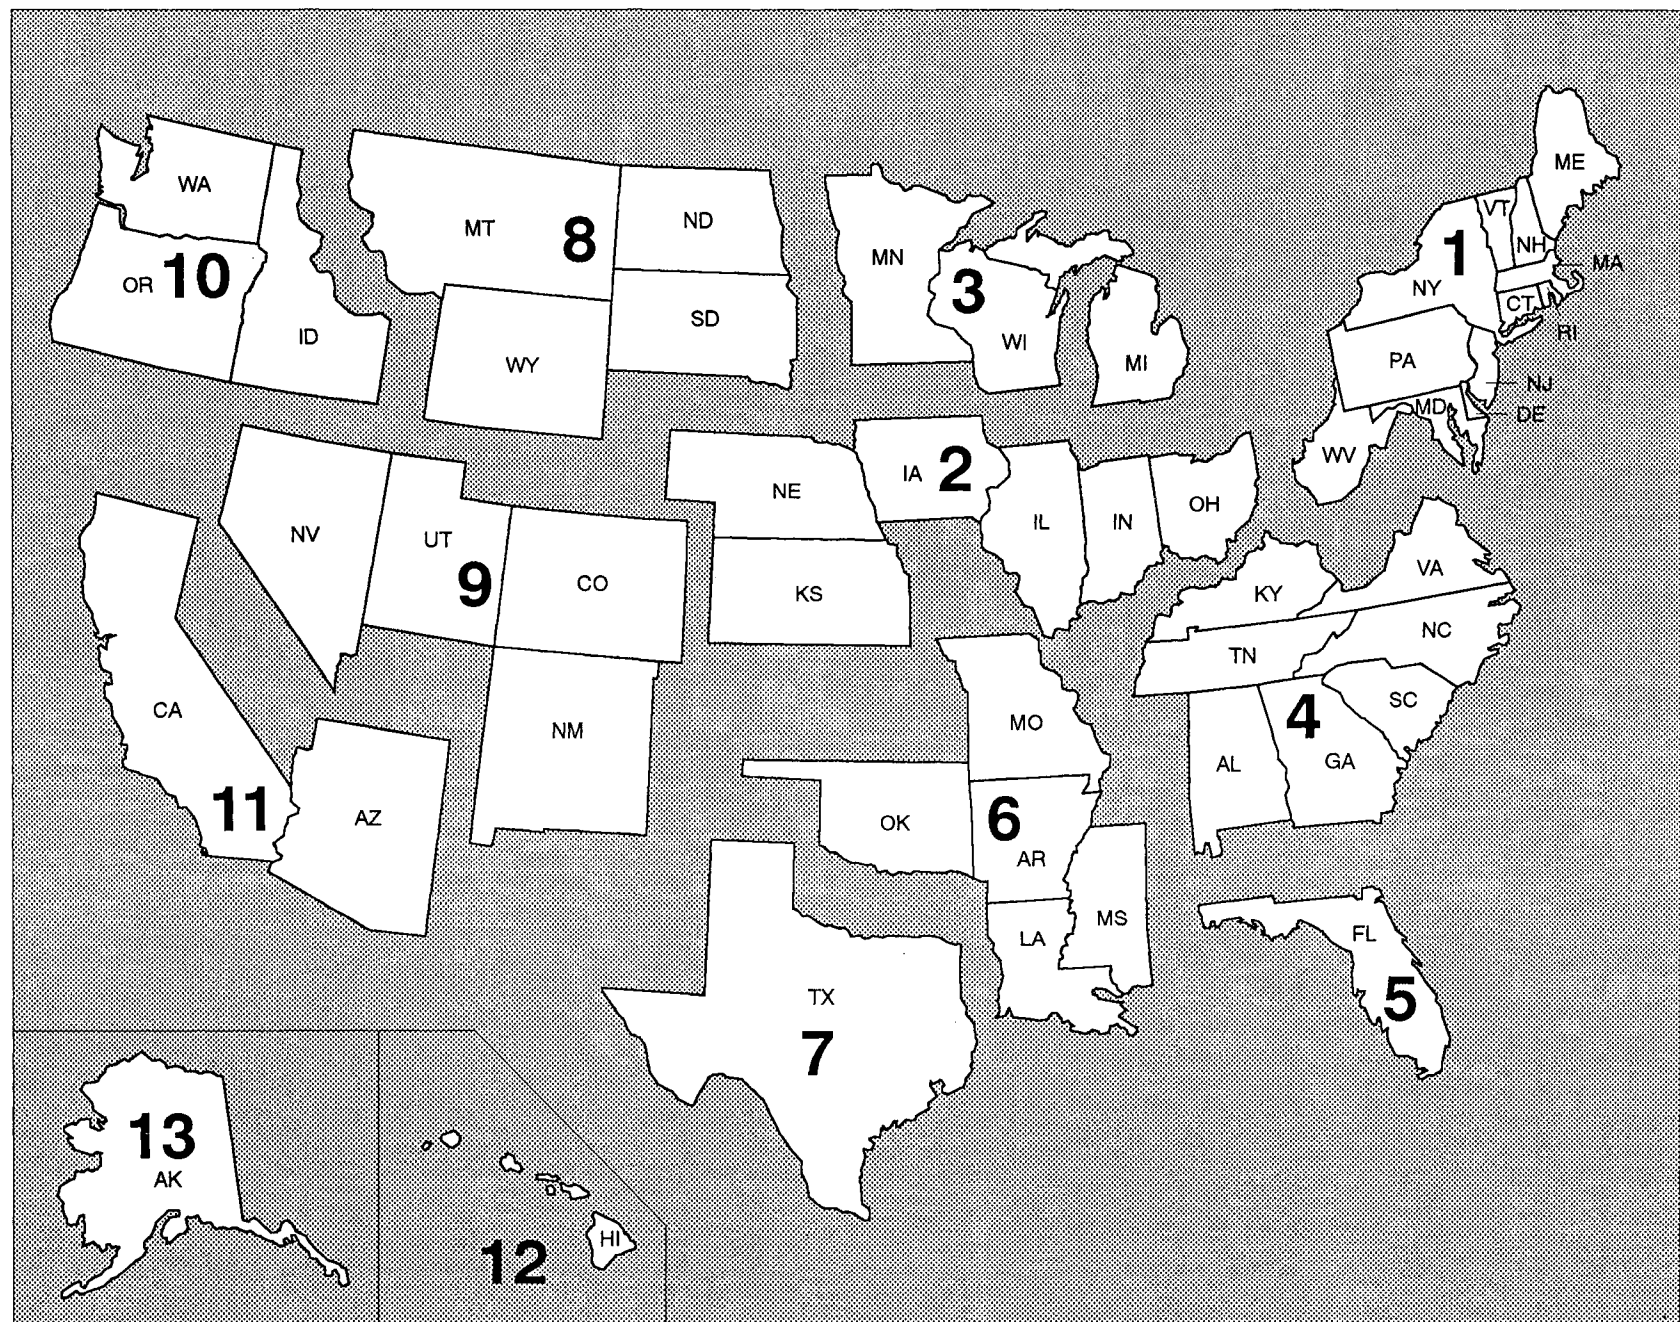 ME
WA
VT
MT
8
ND
NH
1
MN
MA
OR
10
3
NY
CT
SD
RI
ID
WI
WY
PA
MI
NJ
MD
DE
WV
IA
2
NE
OH
IL
IN
NV
UT
VA
9
CO
KS
KY
NC
TN
CA
NM
MO
4
SC
AL
GA
11
AZ
OK
6
AR
MS
LA
FL
TX
5
7
13
AK
HI
12